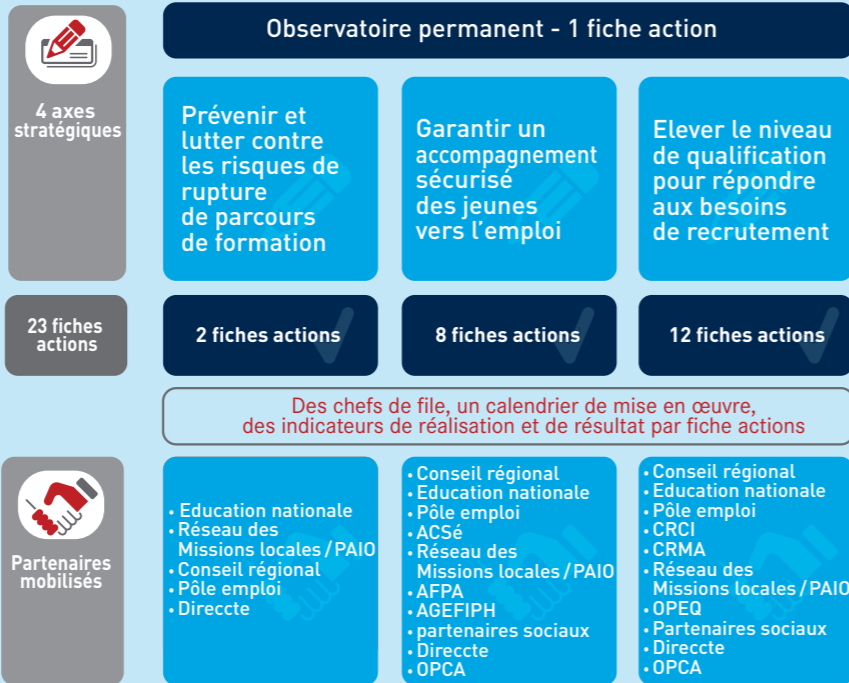 Observatoire permanent - 1 fiche action
4 axes
stratégiques
Prévenir et
lutter contre
les risques de
rupture
de parcours
de formation
Garantir un
accompagnement
sécurisé
des jeunes
vers l'emploi
Elever le niveau
de qualification
pour répondre
aux besoins
de recrutement
23 fiches
actions
2 fiches actions
8 fiches actions
12 fiches actions
Des chefs de file, un calendrier de mise en œuvre,
des indicateurs de réalisation et de résultat par fiche actions
Partenaires
mobilisés
• Education nationale
• Réseau des
Missions locales / PAIO
• Conseil régional
• Pôle emploi
• Direccte
• Conseil régional
• Education nationale
• Pôle emploi
• ACSé
• Réseau des
Missions locales / PAIO
• AFPA
• AGEFIPH
• partenaires sociaux
• Direccte
• OPCA
• Conseil régional
• Education nationale
• Pôle emploi
• CRCI
• CRMA
• Réseau des
Missions locales / PAIO
• OPEQ
• Partenaires sociaux
• Direccte
• OPCA